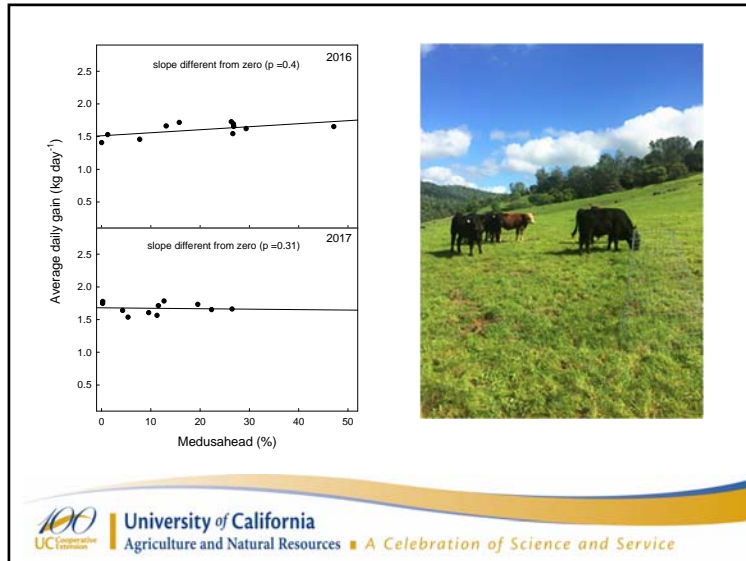 2016
slope different from zero (p =0.4)
2.5
2.0
1.5
1.0
0.5
2017
slope different from zero (p =0.31)
2.5
2.0
1.5
1.0
0.5
0 10 20 30 40 50
Average daily gain (kg day⁻¹)
Medusahead (%)
100
UC Cooperative
Extension
University of California
Agriculture and Natural Resources ■ A Celebration of Science and Service